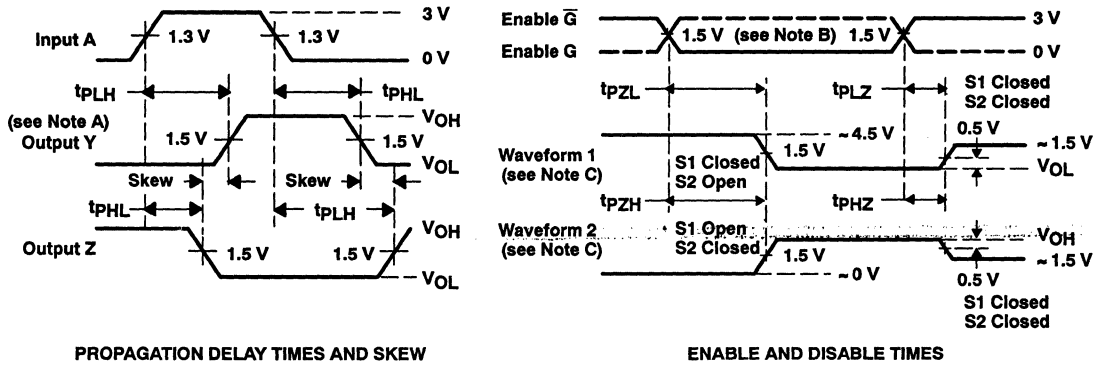 Input A
1.3 V
1.3 V
3 V
0 V
tPLH
tPHL
(see Note A)
Output Y
1.5 V
1.5 V
VOH
VOL
Skew
Skew
tPHL
tPLH
Output Z
1.5 V
1.5 V
VOH
VOL
PROPAGATION DELAY TIMES AND SKEW
Enable G̅
Enable G
1.5 V (see Note B) 1.5 V
3 V
0 V
tPZL
tPLZ
S1 Closed
S2 Closed
0.5 V
~ 4.5 V
~ 1.5 V
Waveform 1
(see Note C)
S1 Closed
S2 Open
1.5 V
VOL
tPZH
tPHZ
Waveform 2
(see Note C)
S1 Open
S2 Closed
1.5 V
~ 0 V
VOH
~ 1.5 V
0.5 V
S1 Closed
S2 Closed
ENABLE AND DISABLE TIMES